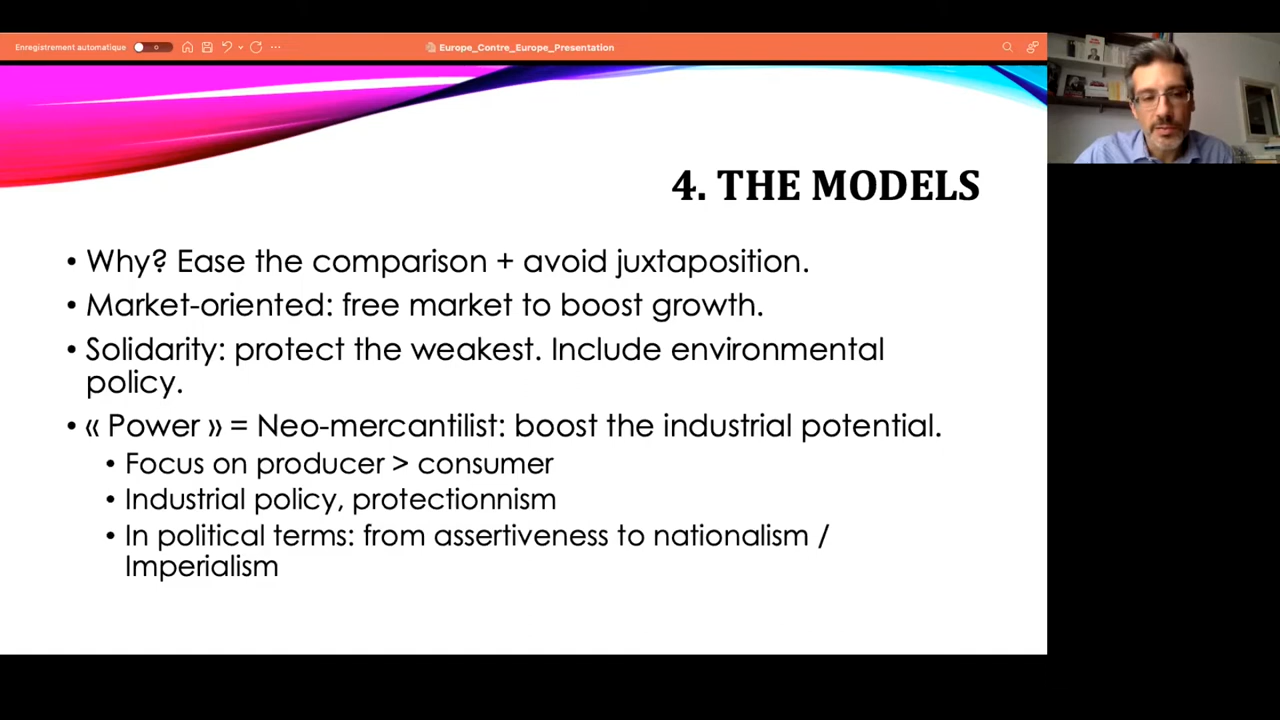 Enregistrement automatique
Europe_Contre_Europe_Presentation
4. THE MODELS
• Why? Ease the comparison + avoid juxtaposition.
• Market-oriented: free market to boost growth.
• Solidarity: protect the weakest. Include environmental
policy.
• « Power » = Neo-mercantilist: boost the industrial potential.
• Focus on producer > consumer
• Industrial policy, protectionnism
• In political terms: from assertiveness to nationalism /
Imperialism